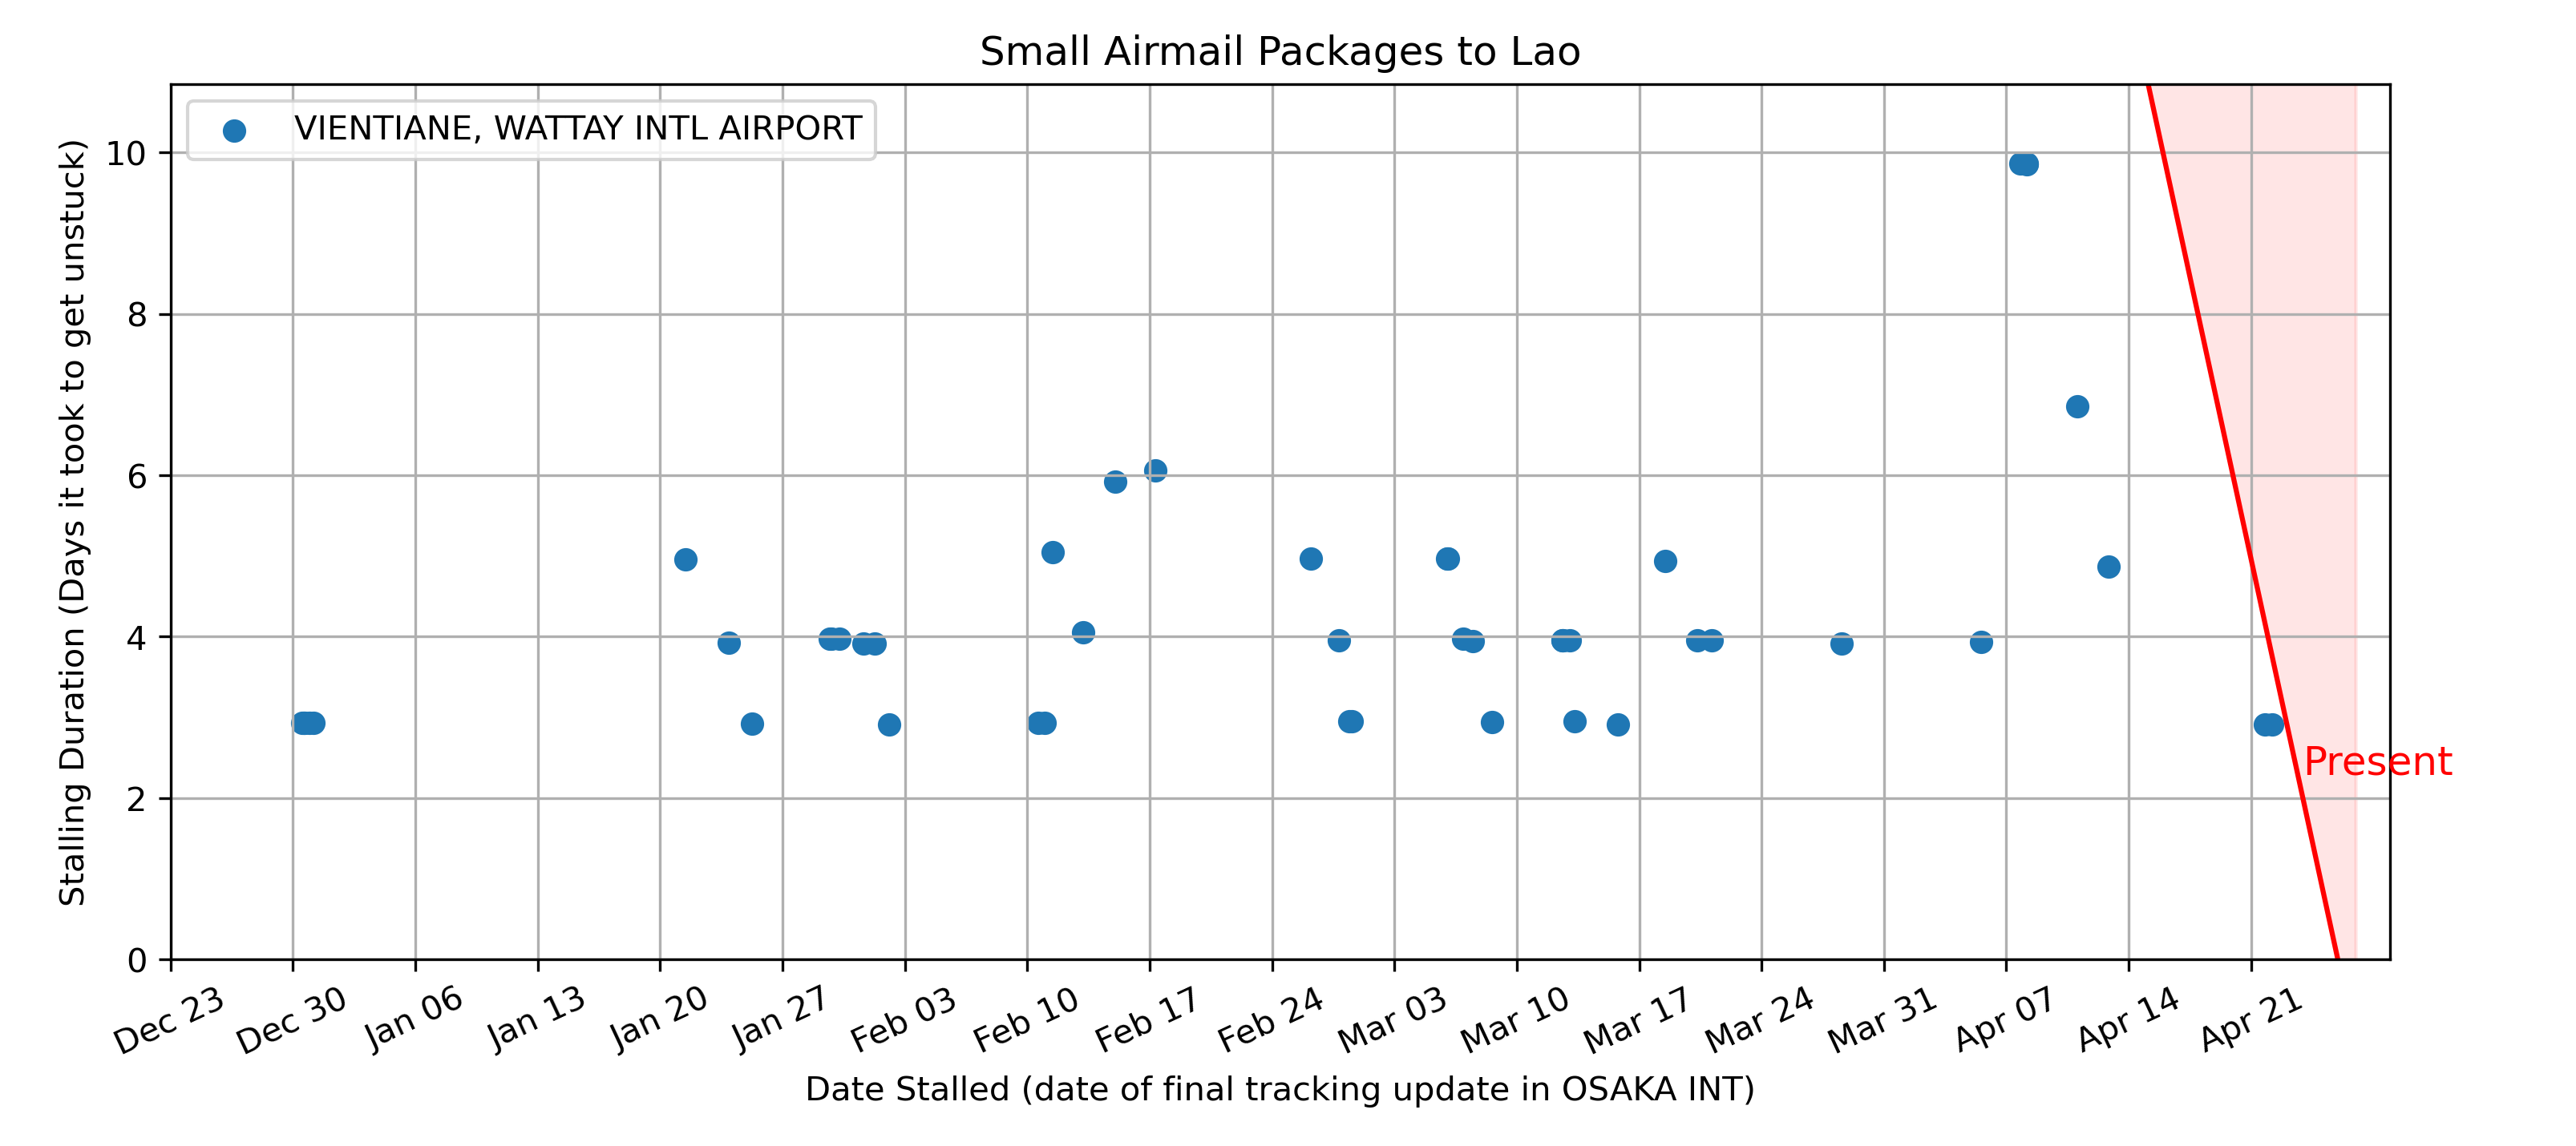 Small Airmail Packages to Lao
VIENTIANE, WATTAY INTL AIRPORT
Stalling Duration (Days it took to get unstuck)
10
8
6
4
2
0
Present
Dec 23
Dec 30
Jan 06
Jan 13
Jan 20
Jan 27
Feb 03
Feb 10
Feb 17
Feb 24
Mar 03
Mar 10
Mar 17
Mar 24
Mar 31
Apr 07
Apr 14
Apr 21
Date Stalled (date of final tracking update in OSAKA INT)